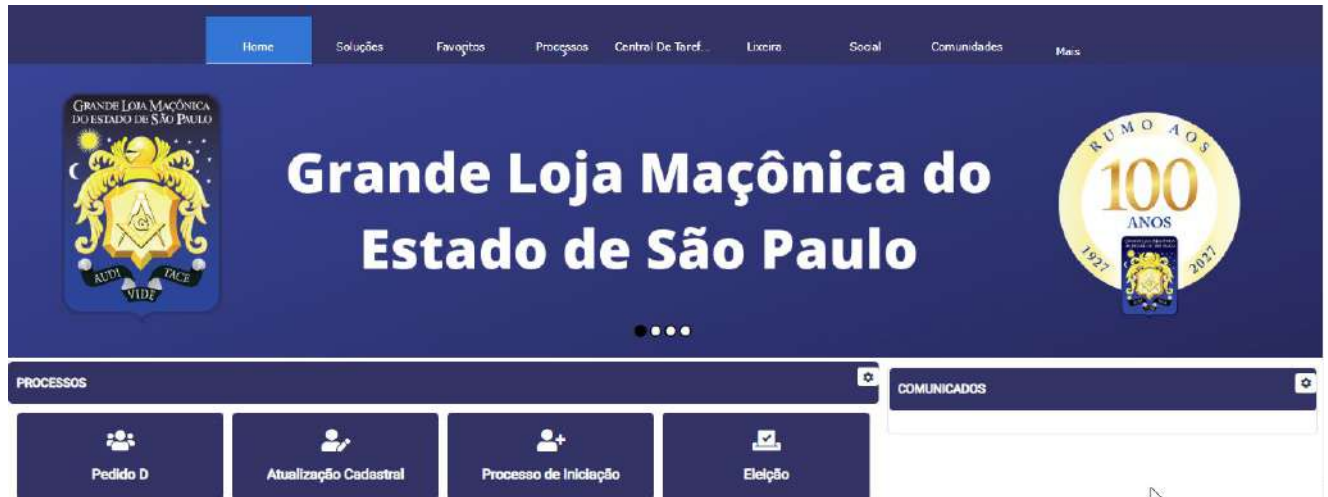 Home
Soluções
Favoritos
Processos
Central De Taref...
Lixeira
Social
Comunidades
Mais
GRANDE LOJA MAÇÔNICA
DO ESTADO DE SÃO PAULO
AUDI
VIDE
TACE
Grande Loja Maçônica do
Estado de São Paulo
RUMO AOS
100
ANOS
1927
2027
PROCESSOS
COMUNICADOS
Pedido D
Atualização Cadastral
Processo de Iniciação
Eleição